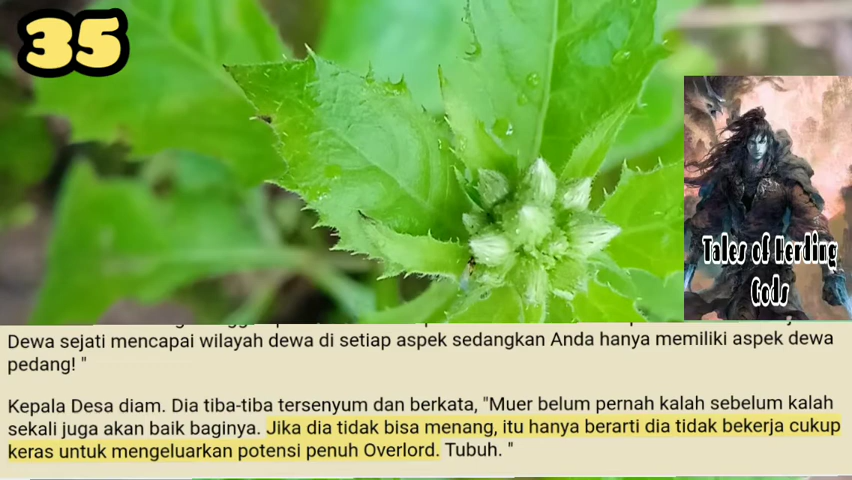 35
Tales of Herding
Gods
Dewa sejati mencapai wilayah dewa di setiap aspek sedangkan Anda hanya memiliki aspek dewa
pedang! "
Kepala Desa diam. Dia tiba-tiba tersenyum dan berkata, "Muer belum pernah kalah sebelum kalah
sekali juga akan baik baginya. Jika dia tidak bisa menang, itu hanya berarti dia tidak bekerja cukup
keras untuk mengeluarkan potensi penuh Overlord. Tubuh. "